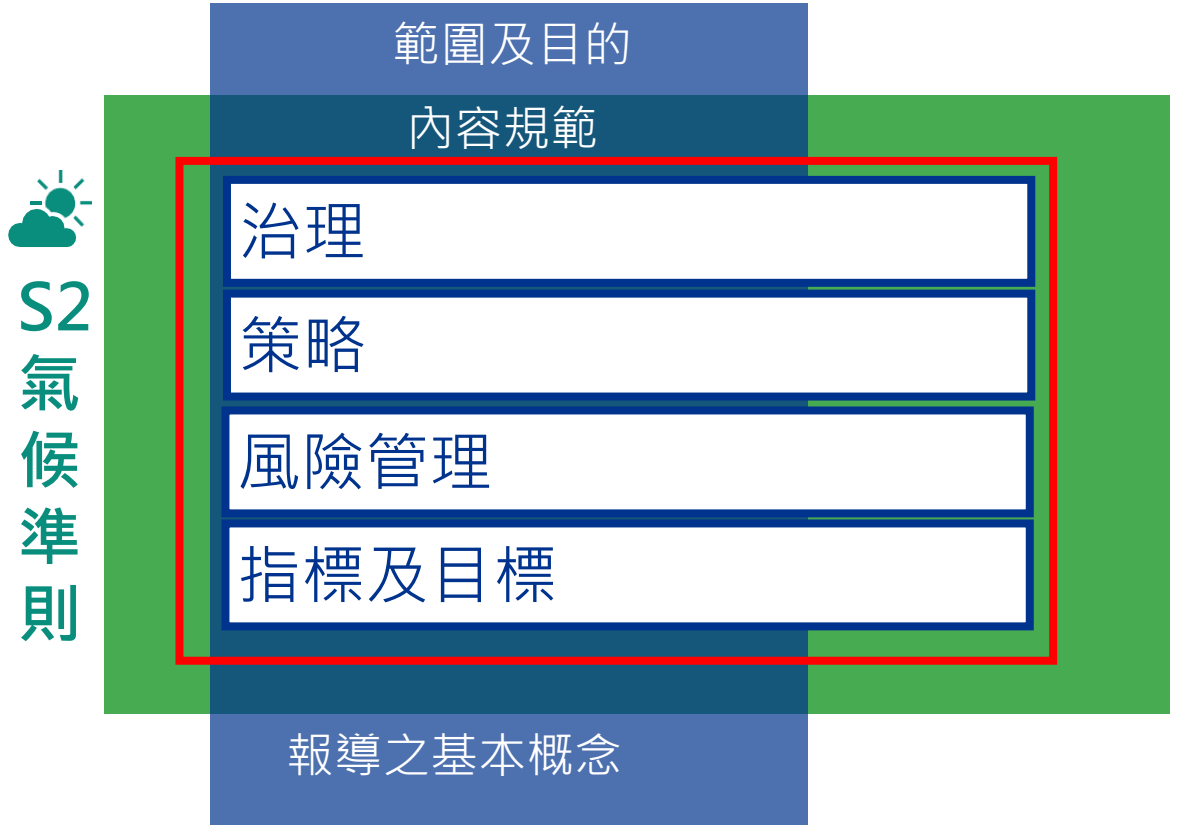 範圍及目的
內容規範
治理
策略
風險管理
指標及目標
報導之基本概念
S2
氣
候
準
則